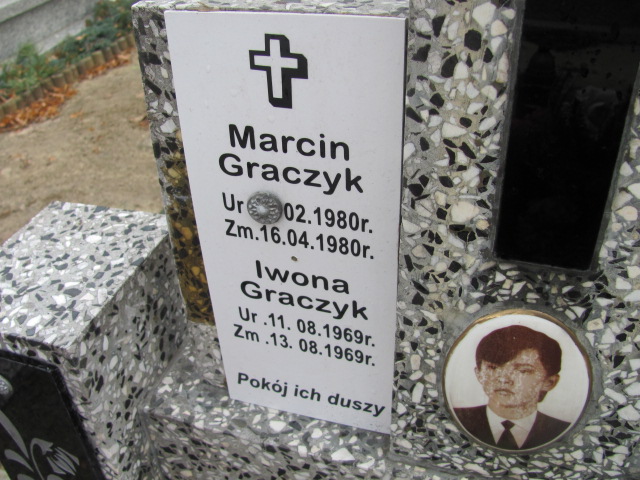 Marcin
Graczyk
Ur 02.1980r.
Zm.16.04.1980r.
Iwona
Graczyk
Ur .11. 08.1969r.
Zm .13. 08.1969r.
Pokój ich duszy